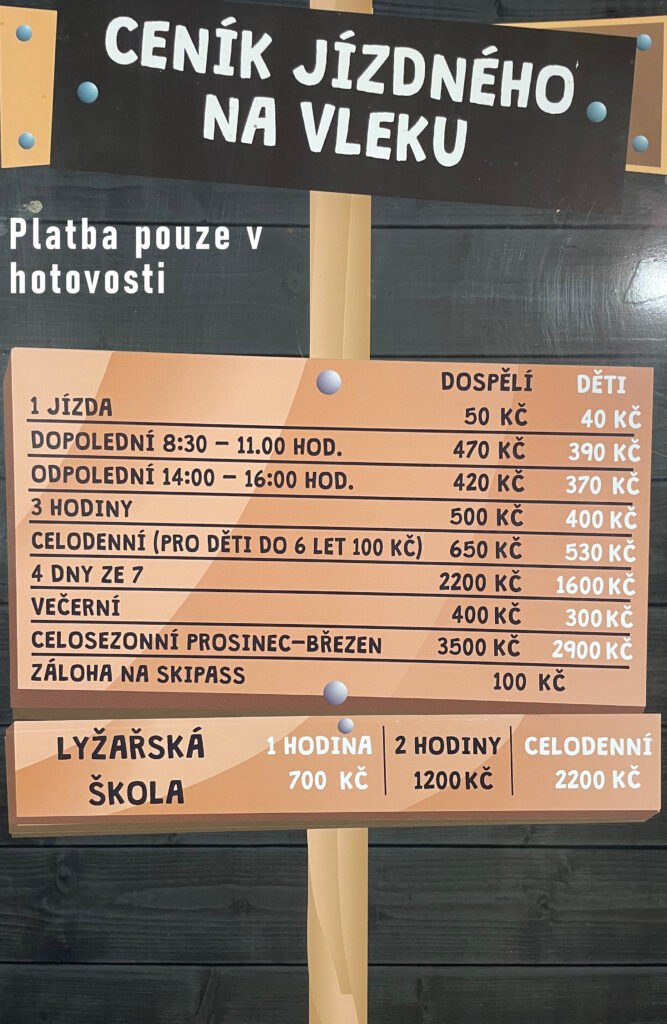 CENÍK JÍZDNÉHO
NA VLEKU
Platba pouze v
hotovosti
DOSPĚLÍ DĚTI
1 JÍZDA 50 KČ 40 KČ
DOPOLEDNÍ 8:30 – 11.00 HOD. 470 KČ 390 KČ
ODPOLEDNÍ 14:00 – 16:00 HOD. 420 KČ 370 KČ
3 HODINY 500 KČ 400 KČ
CELODENNÍ (PRO DĚTI DO 6 LET 100 KČ) 650 KČ 530 KČ
4 DNY ZE 7 2200 KČ 1600 KČ
VEČERNÍ 400 KČ 300 KČ
CELOSEZONNÍ PROSINEC–BŘEZEN 3500 KČ 2900 KČ
ZÁLOHA NA SKIPASS 100 KČ
LYŽAŘSKÁ ŠKOLA
1 HODINA 2 HODINY CELODENNÍ
700 KČ 1200 KČ 2200 KČ